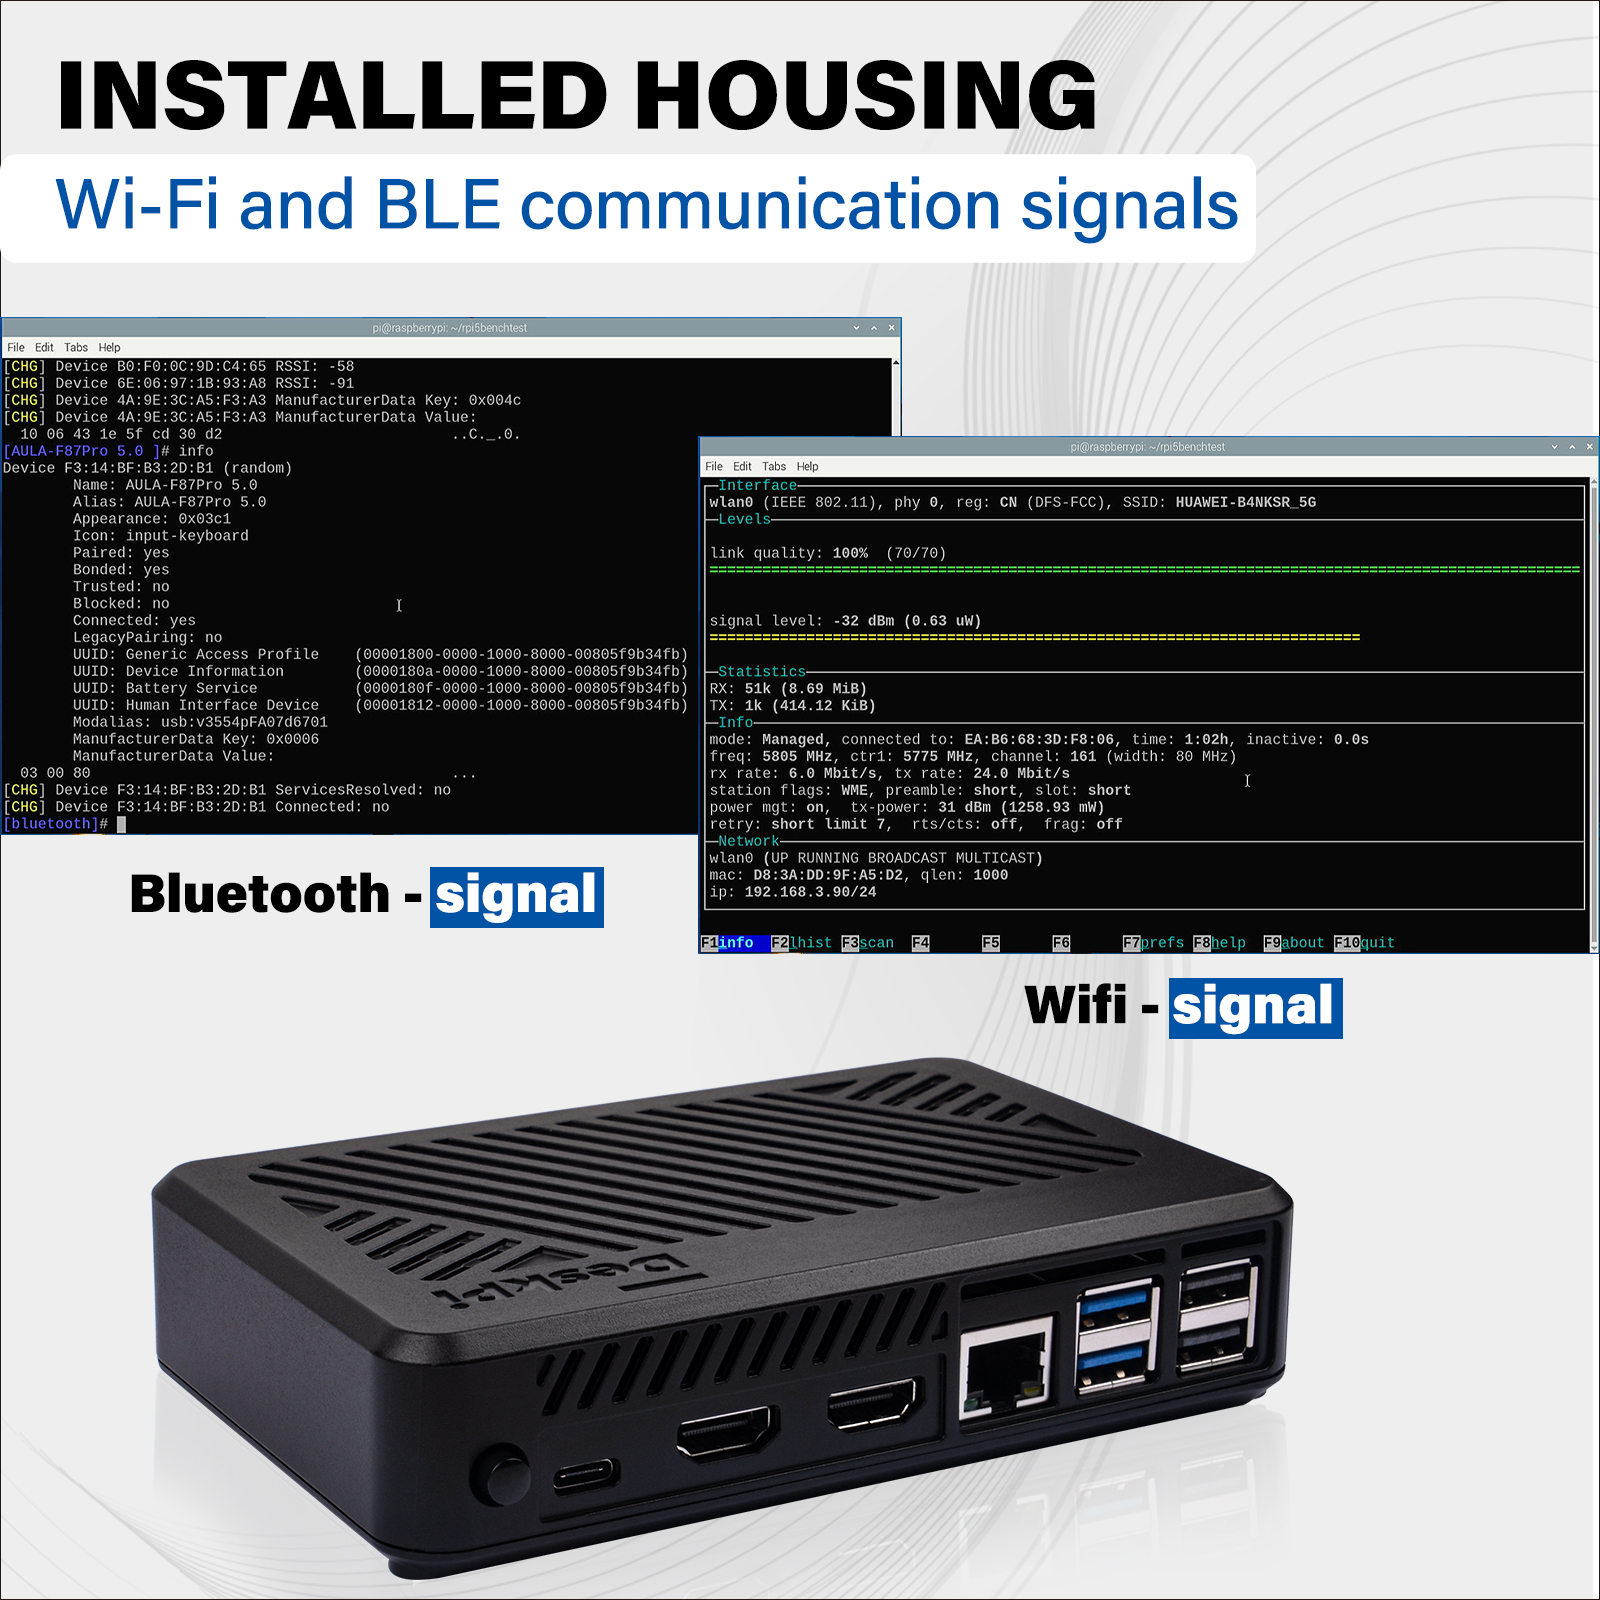 INSTALLED HOUSING
Wi-Fi and BLE communication signals
pi@raspberrypi: ~/rpi5benchtest
File Edit Tabs Help
[CHG] Device B0:F0:0C:9D:C4:65 RSSI: -58
[CHG] Device 6E:06:97:1B:93:A8 RSSI: -91
[CHG] Device 4A:9E:3C:A5:F3:A3 ManufacturerData Key: 0x004c
[CHG] Device 4A:9E:3C:A5:F3:A3 ManufacturerData Value:
10 06 43 1e 5f cd 30 d2 ..C._.0.
[AULA-F87Pro 5.0 ]# info
Device F3:14:BF:B3:2D:B1 (random)
Name: AULA-F87Pro 5.0
Alias: AULA-F87Pro 5.0
Appearance: 0x03c1
Icon: input-keyboard
Paired: yes
Bonded: yes
Trusted: no
Blocked: no
Connected: yes
LegacyPairing: no
UUID: Generic Access Profile (00001800-0000-1000-8000-00805f9b34fb)
UUID: Device Information (0000180a-0000-1000-8000-00805f9b34fb)
UUID: Battery Service (0000180f-0000-1000-8000-00805f9b34fb)
UUID: Human Interface Device (00001812-0000-1000-8000-00805f9b34fb)
Modalias: usb:v3554pFA07d6701
ManufacturerData Key: 0x0006
ManufacturerData Value:
03 00 80 ...
[CHG] Device F3:14:BF:B3:2D:B1 ServicesResolved: no
[CHG] Device F3:14:BF:B3:2D:B1 Connected: no
[bluetooth]#
Bluetooth - signal
pi@raspberrypi: ~/rpi5benchtest
File Edit Tabs Help
Interface
wlan0 (IEEE 802.11), phy 0, reg: CN (DFS-FCC), SSID: HUAWEI-B4NKSR_5G
Levels
link quality: 100% (70/70)
signal level: -32 dBm (0.63 uW)
Statistics
RX: 51k (8.69 MiB)
TX: 1k (414.12 KiB)
Info
mode: Managed, connected to: EA:B6:68:3D:F8:06, time: 1:02h, inactive: 0.0s
freq: 5805 MHz, ctr1: 5775 MHz, channel: 161 (width: 80 MHz)
rx rate: 6.0 Mbit/s, tx rate: 24.0 Mbit/s
station flags: WME, preamble: short, slot: short
power mgt: on, tx-power: 31 dBm (1258.93 mW)
retry: short limit 7, rts/cts: off, frag: off
Network
wlan0 (UP RUNNING BROADCAST MULTICAST)
mac: D8:3A:DD:9F:A5:D2, qlen: 1000
ip: 192.168.3.90/24
F1info F2lhist F3scan F4 F5 F6 F7prefs F8help F9about F10quit
Wifi - signal
DeskPi